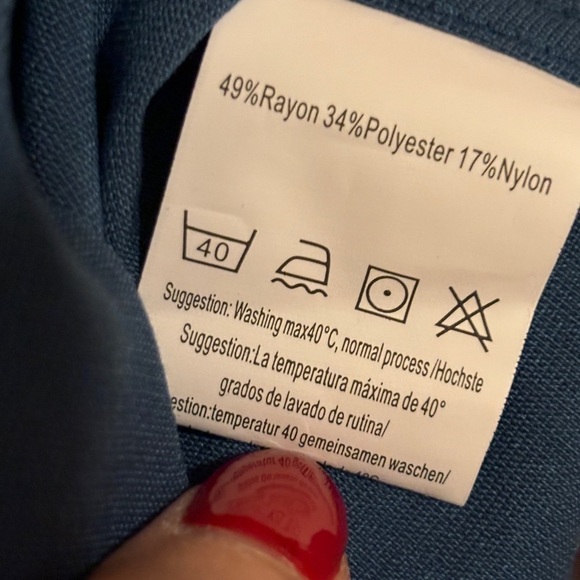 49%Rayon 34%Polyester 17%Nylon
40
Suggestion: Washing max40°C, normal process /Hochste
Suggestion:La temperatura máxima de 40°
grados de lavado de rutina/
estion:temperatur 40 gemeinsamen waschen/